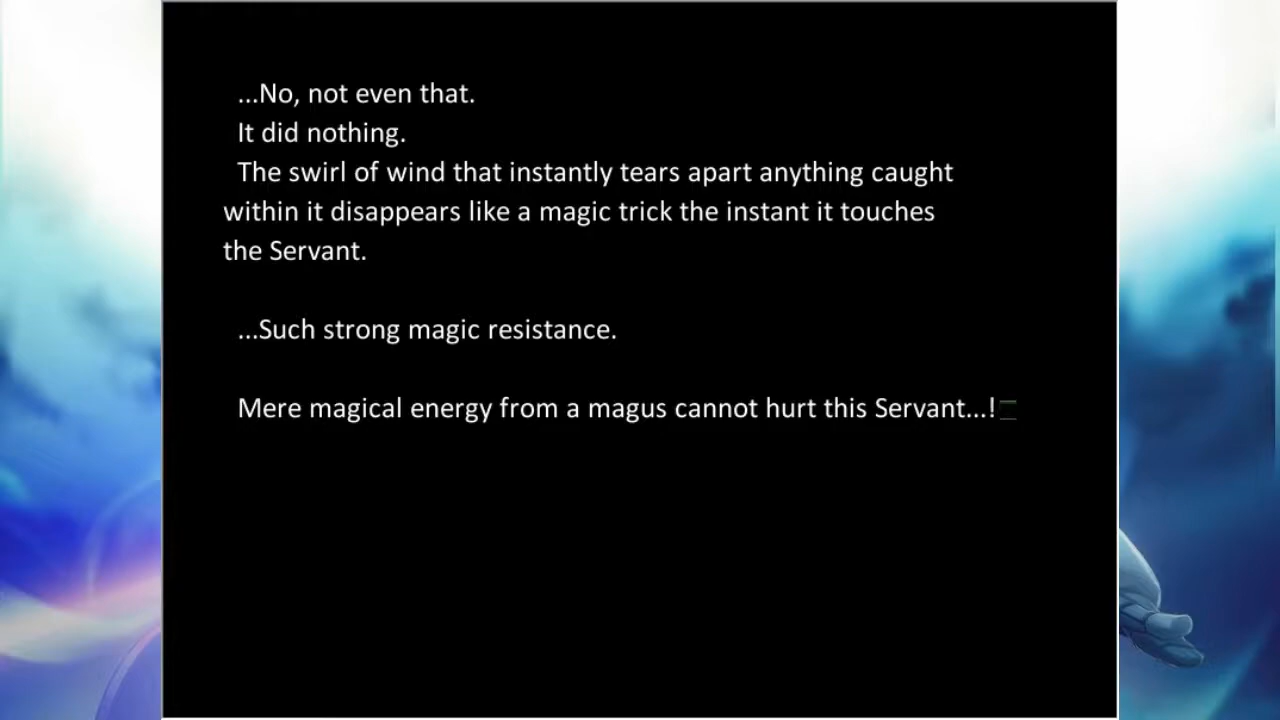 ...No, not even that.
It did nothing.
The swirl of wind that instantly tears apart anything caught
within it disappears like a magic trick the instant it touches
the Servant.
...Such strong magic resistance.
Mere magical energy from a magus cannot hurt this Servant...!